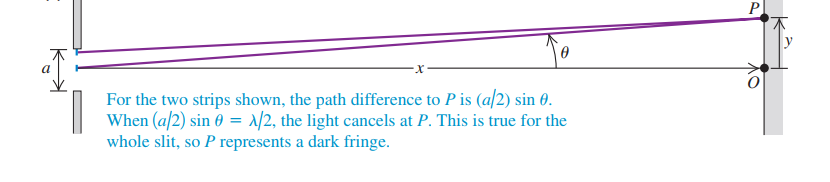 P
y
θ
a
x
O
For the two strips shown, the path difference to P is (a/2) sin θ.
When (a/2) sin θ = λ/2, the light cancels at P. This is true for the
whole slit, so P represents a dark fringe.